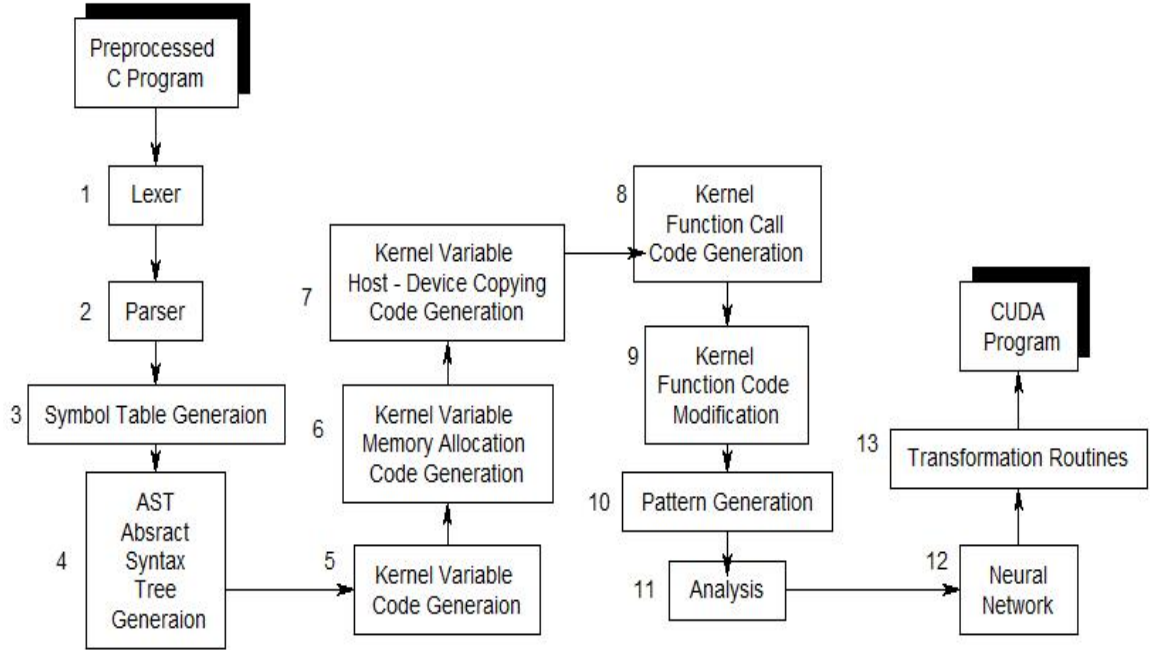 Preprocessed
C Program
1
Lexer
2
Parser
3
Symbol Table Generaion
4
AST
Absract
Syntax
Tree
Generaion
5
Kernel Variable
Code Generaion
6
Kernel Variable
Memory Allocation
Code Generation
7
Kernel Variable
Host - Device Copying
Code Generation
8
Kernel
Function Call
Code Generation
9
Kernel
Function Code
Modification
10
Pattern Generation
11
Analysis
12
Neural
Network
13
Transformation Routines
CUDA
Program